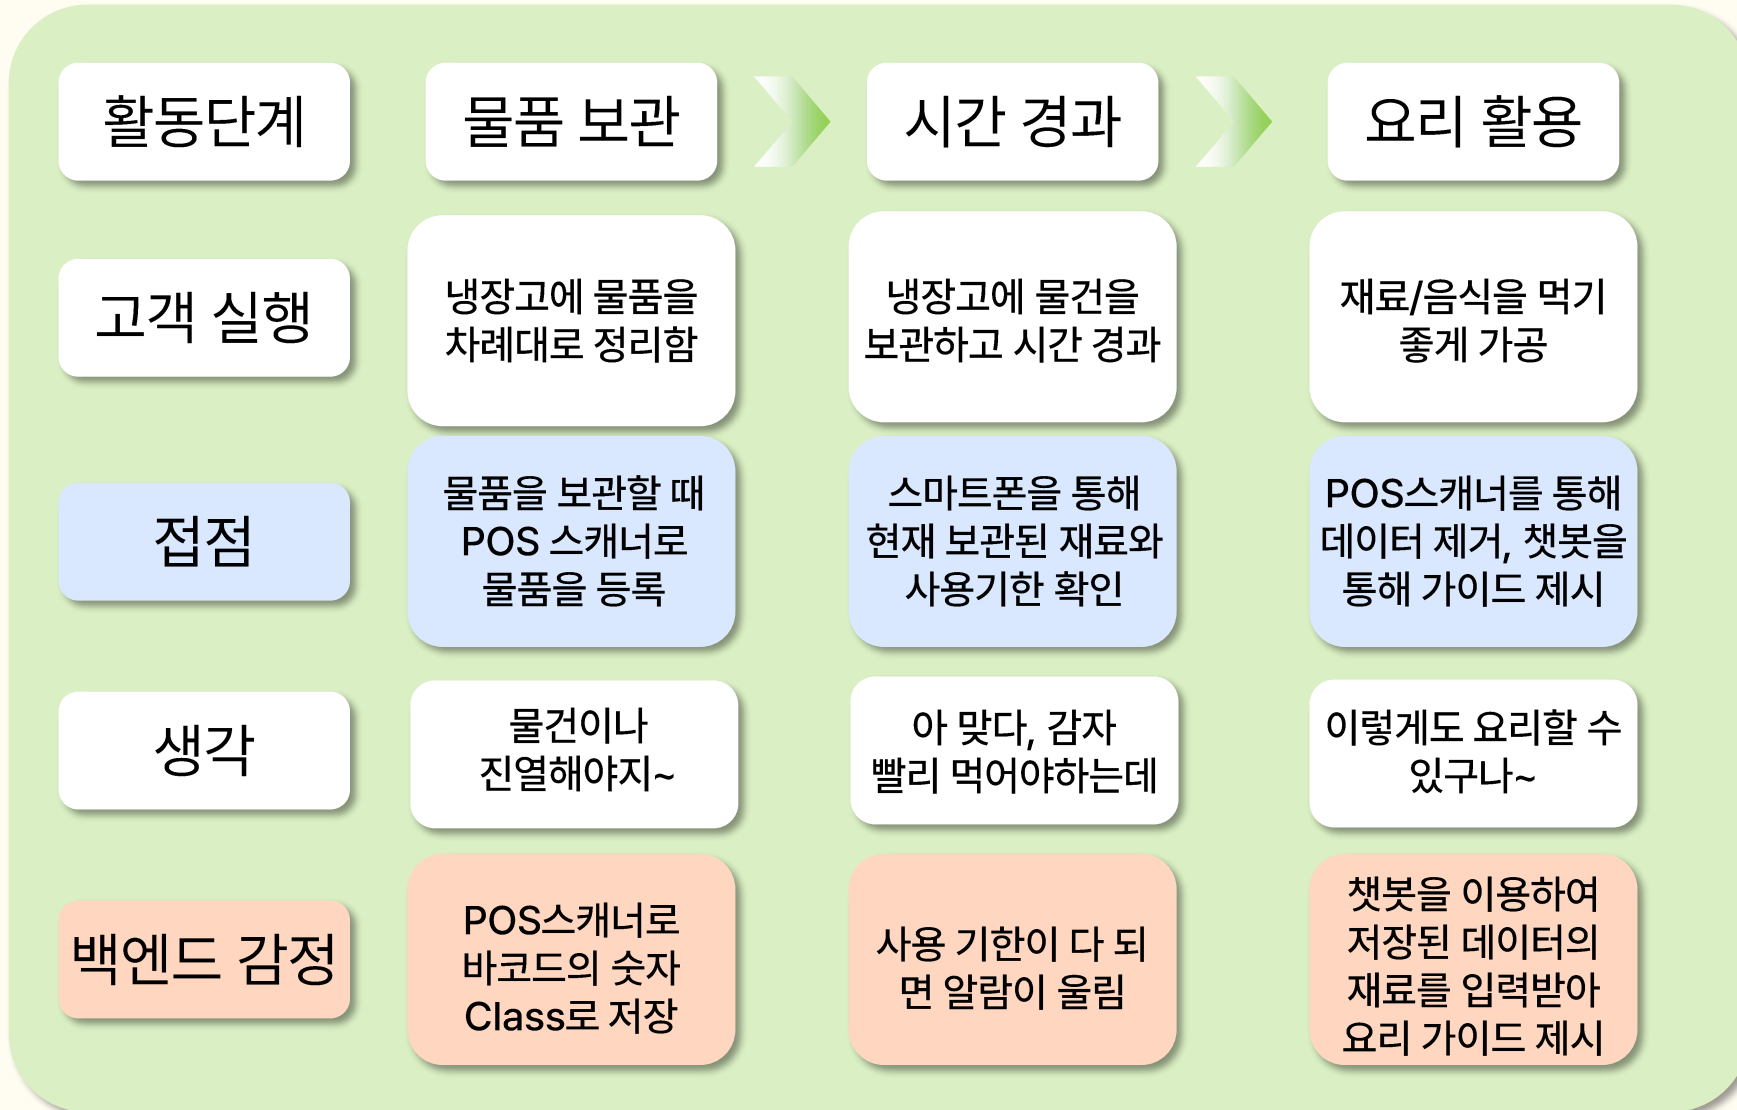 활동단계
물품 보관
시간 경과
요리 활용
고객 실행
냉장고에 물품을
차례대로 정리함
냉장고에 물건을
보관하고 시간 경과
재료/음식을 먹기
좋게 가공
접점
물품을 보관할 때
POS 스캐너로
물품을 등록
스마트폰을 통해
현재 보관된 재료와
사용기한 확인
POS스캐너를 통해
데이터 제거, 챗봇을
통해 가이드 제시
생각
물건이나
진열해야지~
아 맞다, 감자
빨리 먹어야하는데
이렇게도 요리할 수
있구나~
백엔드 감정
POS스캐너로
바코드의 숫자
Class로 저장
사용 기한이 다 되
면 알람이 울림
챗봇을 이용하여
저장된 데이터의
재료를 입력받아
요리 가이드 제시